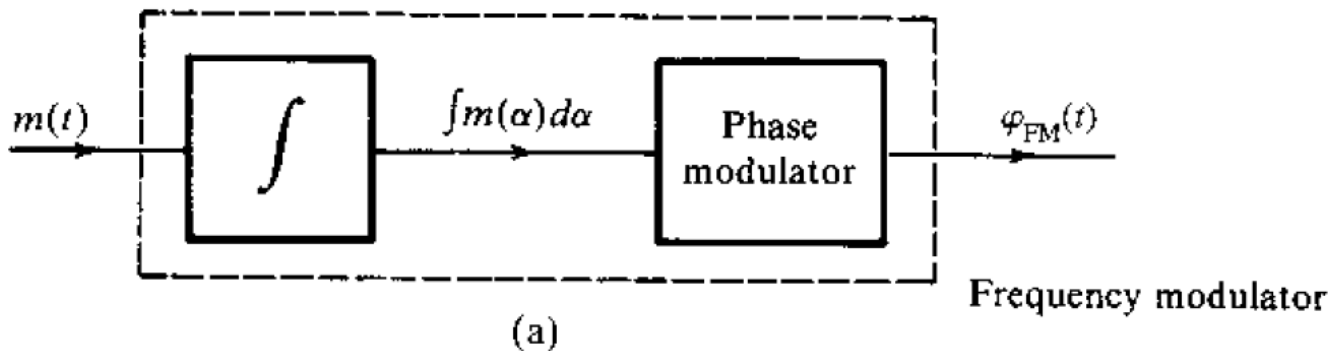 m(t)
∫
∫m(α)dα
Phase
modulator
φ_FM(t)
Frequency modulator
(a)